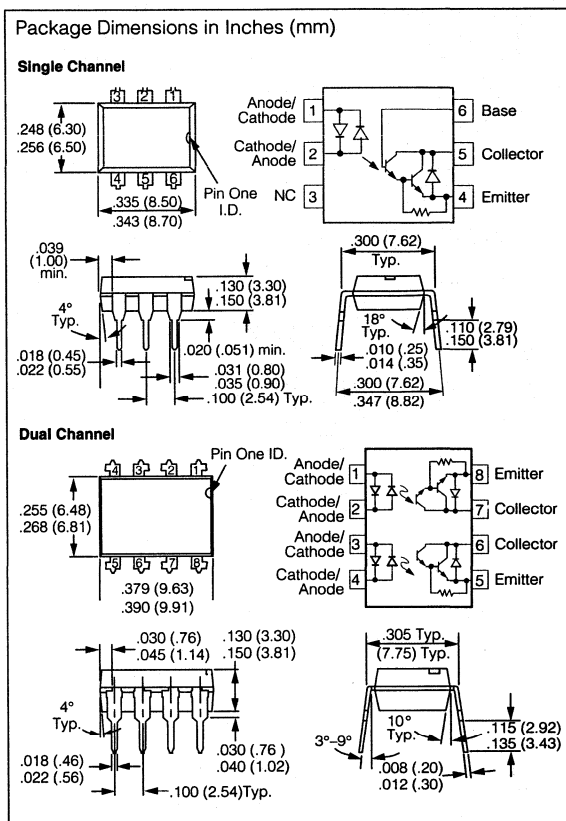 Package Dimensions in Inches (mm)
Single Channel
3 2 1
.248 (6.30)
.256 (6.50)
4 5 6
Pin One
I.D.
.335 (8.50)
.343 (8.70)
Anode/
Cathode
1
Cathode/
Anode
2
NC
3
6
Base
5
Collector
4
Emitter
.039
(1.00)
min.
.130 (3.30)
.150 (3.81)
4°
Typ.
.018 (0.45)
.022 (0.55)
.020 (.051) min.
.031 (0.80)
.035 (0.90)
.100 (2.54) Typ.
.300 (7.62)
Typ.
18°
Typ.
.110 (2.79)
.150 (3.81)
.010 (.25)
.014 (.35)
.300 (7.62)
.347 (8.82)
Dual Channel
4 3 2 1
Pin One ID.
.255 (6.48)
.268 (6.81)
5 6 7 8
.379 (9.63)
.390 (9.91)
Anode/
Cathode
1
Cathode/
Anode
2
Anode/
Cathode
3
Cathode/
Anode
4
8
Emitter
7
Collector
6
Collector
5
Emitter
.030 (.76)
.045 (1.14)
.130 (3.30)
.150 (3.81)
4°
Typ.
.018 (.46)
.022 (.56)
.030 (.76 )
.040 (1.02)
.100 (2.54)Typ.
.305 Typ.
(7.75) Typ.
10°
Typ.
3°–9°
.115 (2.92)
.135 (3.43)
.008 (.20)
.012 (.30)